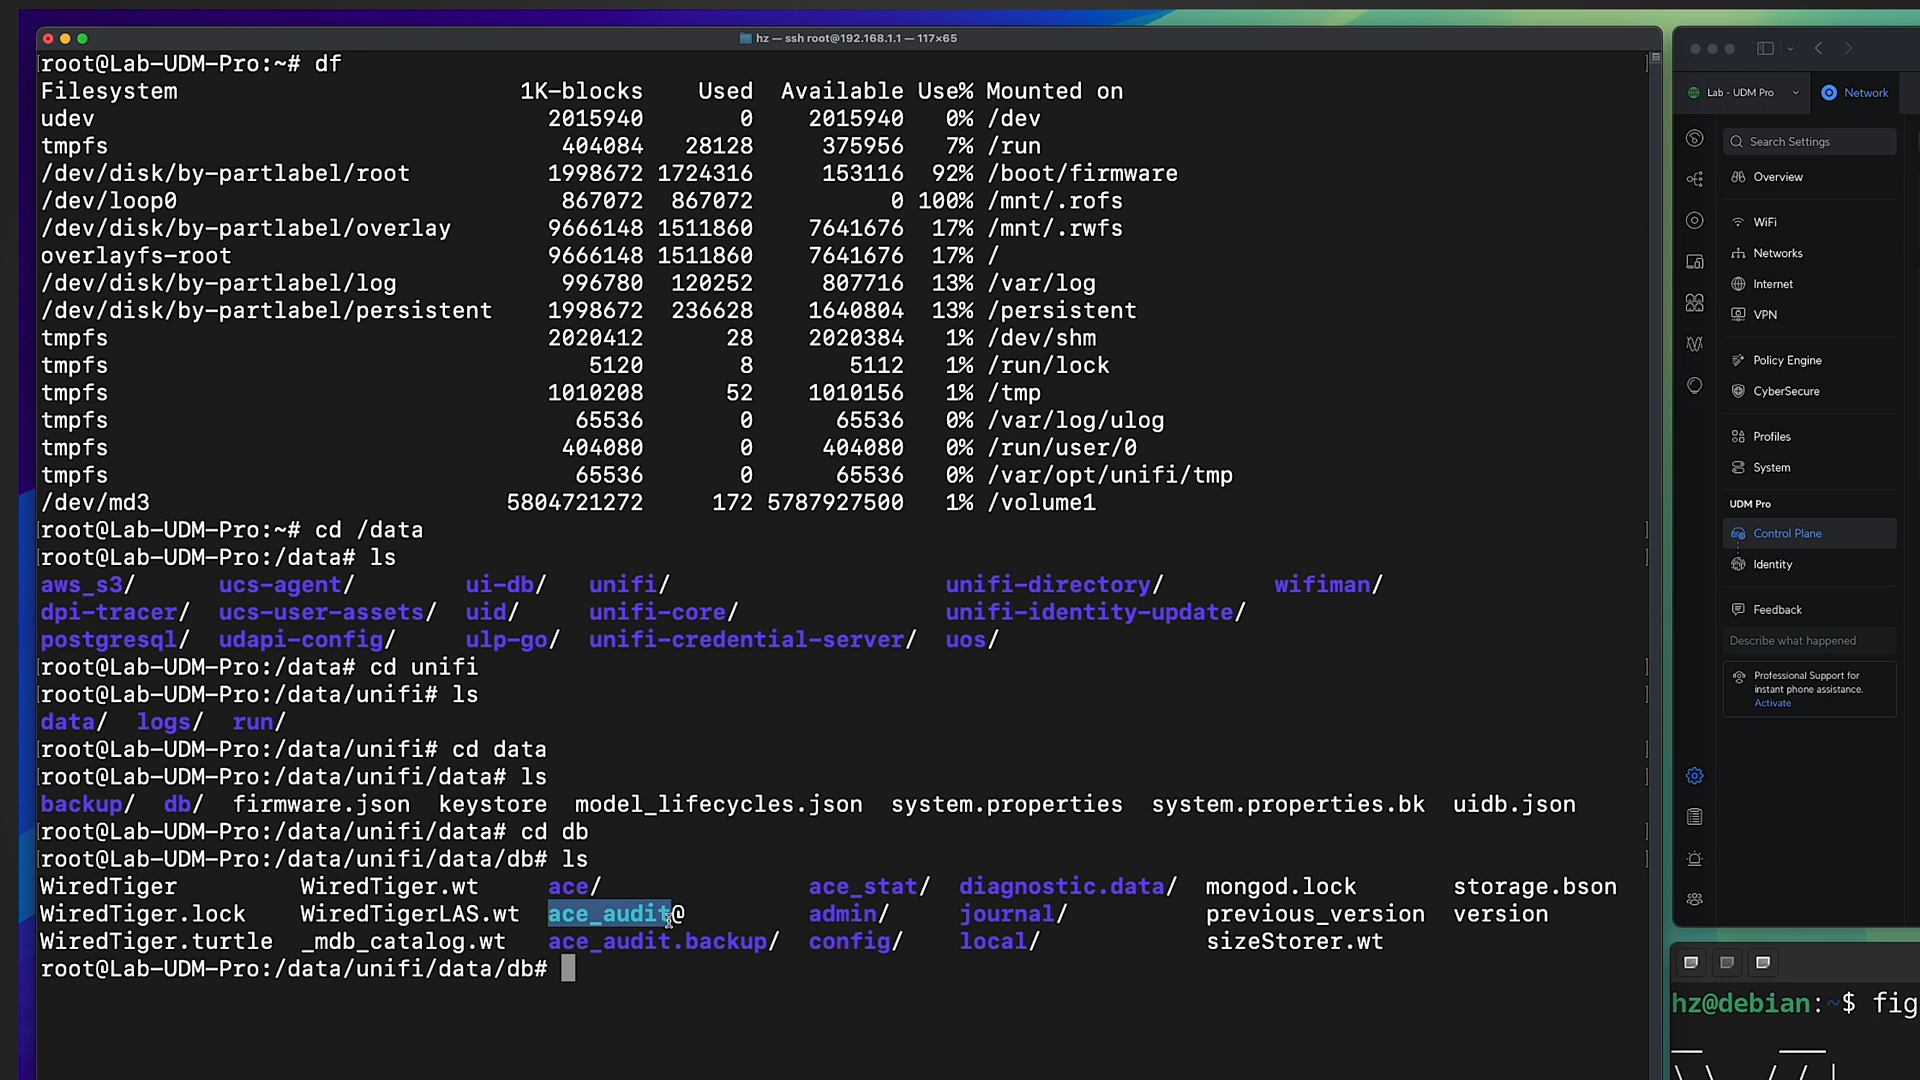 hz — ssh root@192.168.1.1 — 117×65
root@Lab-UDM-Pro:~# df
Filesystem 1K-blocks Used Available Use% Mounted on
udev 2015940 0 2015940 0% /dev
tmpfs 404084 28128 375956 7% /run
/dev/disk/by-partlabel/root 1998672 1724316 153116 92% /boot/firmware
/dev/loop0 867072 867072 0 100% /mnt/.rofs
/dev/disk/by-partlabel/overlay 9666148 1511860 7641676 17% /mnt/.rwfs
overlayfs-root 9666148 1511860 7641676 17% /
/dev/disk/by-partlabel/log 996780 120252 807716 13% /var/log
/dev/disk/by-partlabel/persistent 1998672 236628 1640804 13% /persistent
tmpfs 2020412 28 2020384 1% /dev/shm
tmpfs 5120 8 5112 1% /run/lock
tmpfs 1010208 52 1010156 1% /tmp
tmpfs 65536 0 65536 0% /var/log/ulog
tmpfs 404080 0 404080 0% /run/user/0
tmpfs 65536 0 65536 0% /var/opt/unifi/tmp
/dev/md3 5804721272 172 5787927500 1% /volume1
root@Lab-UDM-Pro:~# cd /data
root@Lab-UDM-Pro:/data# ls
aws_s3/ ucs-agent/ ui-db/ unifi/ unifi-directory/ wifiman/
dpi-tracer/ ucs-user-assets/ uid/ unifi-core/ unifi-identity-update/
postgresql/ udapi-config/ ulp-go/ unifi-credential-server/ uos/
root@Lab-UDM-Pro:/data# cd unifi
root@Lab-UDM-Pro:/data/unifi# ls
data/ logs/ run/
root@Lab-UDM-Pro:/data/unifi# cd data
root@Lab-UDM-Pro:/data/unifi/data# ls
backup/ db/ firmware.json keystore model_lifecycles.json system.properties system.properties.bk uidb.json
root@Lab-UDM-Pro:/data/unifi/data# cd db
root@Lab-UDM-Pro:/data/unifi/data/db# ls
WiredTiger WiredTiger.wt ace/ ace_stat/ diagnostic.data/ mongod.lock storage.bson
WiredTiger.lock WiredTigerLAS.wt ace_audit@ admin/ journal/ previous_version version
WiredTiger.turtle _mdb_catalog.wt ace_audit.backup/ config/ local/ sizeStorer.wt
root@Lab-UDM-Pro:/data/unifi/data/db#
Lab - UDM Pro
Network
Search Settings
Overview
WiFi
Networks
Internet
VPN
Policy Engine
CyberSecure
Profiles
System
UDM Pro
Control Plane
Identity
Feedback
Describe what happened
Professional Support for
instant phone assistance.
Activate
hz@debian:~$ fig